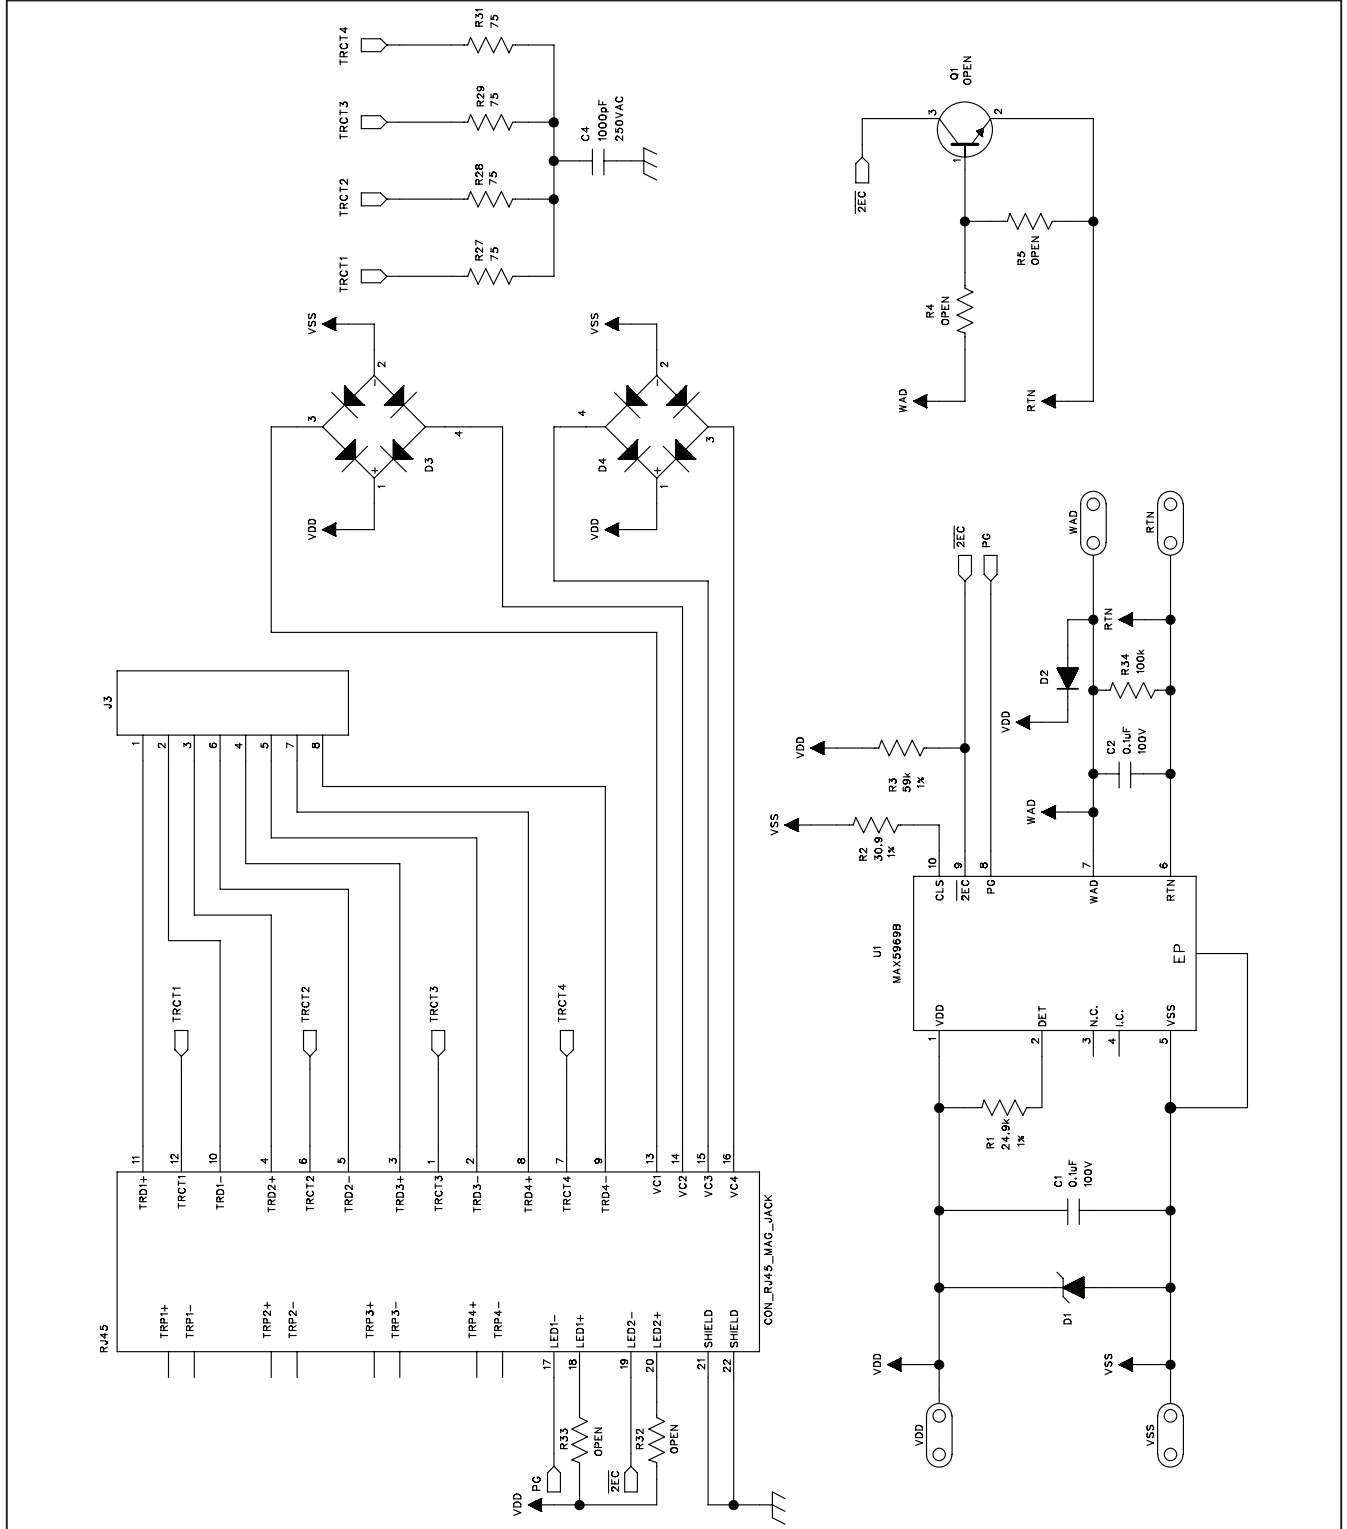 RJ45
TRP1+
TRP1-
TRP2+
TRP2-
TRP3+
TRP3-
TRP4+
TRP4-
17 LED1-
18 LED1+
19 LED2-
20 LED2+
21 SHIELD
22 SHIELD
TRD1+ 11
TRCT1 12
TRD1- 10
TRD2+ 4
TRCT2 6
TRD2- 5
TRD3+ 3
TRCT3 1
TRD3- 2
TRD4+ 8
TRCT4 7
TRD4- 9
VC1 13
VC2 14
VC3 15
VC4 16
CON_RJ45_MAG_JACK
PG
2EC
VDD
R33
OPEN
R32
OPEN
TRCT1
TRCT2
TRCT3
TRCT4
J3
1
2
3
6
4
5
7
8
VDD
1
+
3
D3
4
-
2
VSS
VDD
1
+
4
D4
3
-
2
VSS
TRCT1
R27
75
TRCT2
R28
75
TRCT3
R29
75
TRCT4
R31
75
C4
1000pF
250VAC
VDD
VDD
VSS
VSS
D1
C1
0.1uF
100V
R1
24.9k
1%
1 VDD
2 DET
3 N.C.
4 I.C.
5 VSS
U1
MAX5969B
EP
CLS 10
2EC 9
PG 8
WAD 7
RTN 6
VSS
R2
30.9
1%
VDD
R3
59k
1%
2EC
PG
WAD
C2
0.1uF
100V
VDD
D2
R34
100k
RTN
WAD
RTN
WAD
RTN
R4
OPEN
R5
OPEN
2EC
1
3
2
Q1
OPEN